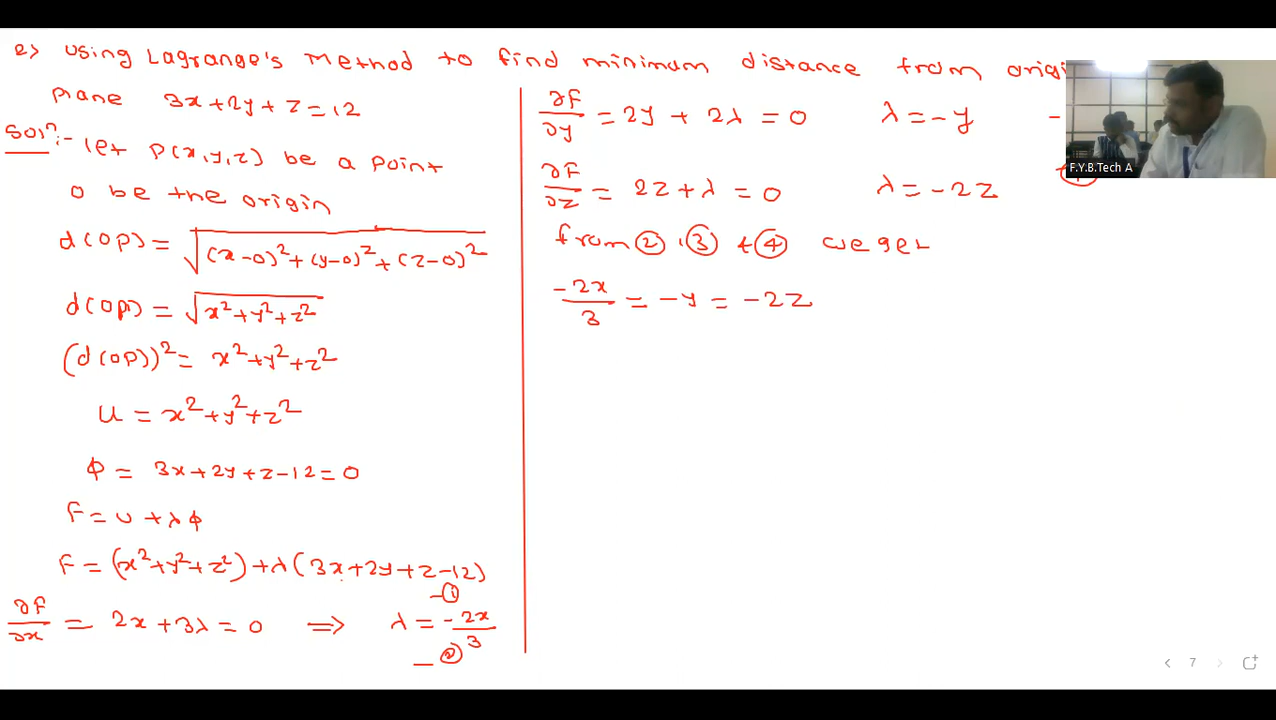 2) Using Lagrange's Method to find minimum distance from origi
plane 3x+2y+z=12
Solⁿ:- let P(x,y,z) be a point
O be the origin
d(OP) = √((x-0)²+(y-0)²+(z-0)²)
d(OP) = √(x²+y²+z²)
(d(OP))² = x²+y²+z²
U = x²+y²+z²
φ = 3x+2y+z-12=0
F = U+λφ
F = (x²+y²+z²)+λ(3x+2y+z-12)
-①
∂F/∂x = 2x+3λ=0 ⟹ λ = -2x/3
-②
∂F/∂y = 2y + 2λ = 0 λ = -y -
∂F/∂z = 2z+λ = 0 λ = -2z
from ②,③ & ④ we get
-2x/3 = -y = -2z
F.Y.B.Tech A
7